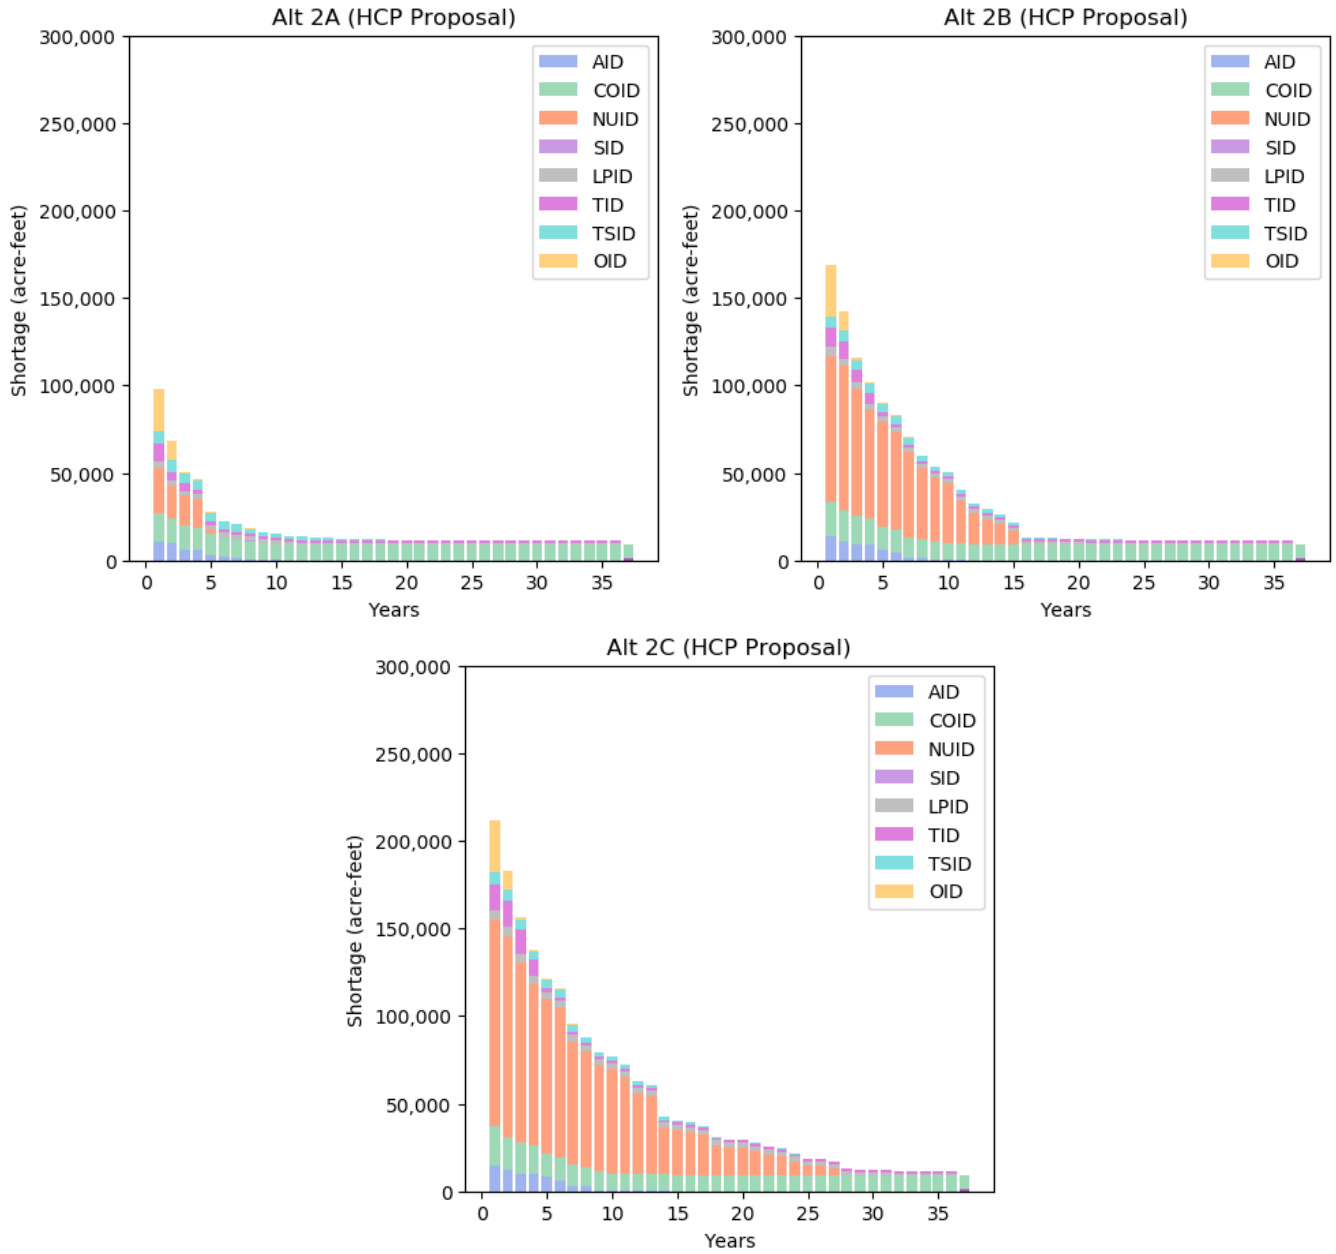 Alt 2A (HCP Proposal)
300,000
250,000
200,000
150,000
100,000
50,000
0
Shortage (acre-feet)
AID
COID
NUID
SID
LPID
TID
TSID
OID
0 5 10 15 20 25 30 35
Years
Alt 2B (HCP Proposal)
300,000
250,000
200,000
150,000
100,000
50,000
0
Shortage (acre-feet)
AID
COID
NUID
SID
LPID
TID
TSID
OID
0 5 10 15 20 25 30 35
Years
Alt 2C (HCP Proposal)
300,000
250,000
200,000
150,000
100,000
50,000
0
Shortage (acre-feet)
AID
COID
NUID
SID
LPID
TID
TSID
OID
0 5 10 15 20 25 30 35
Years